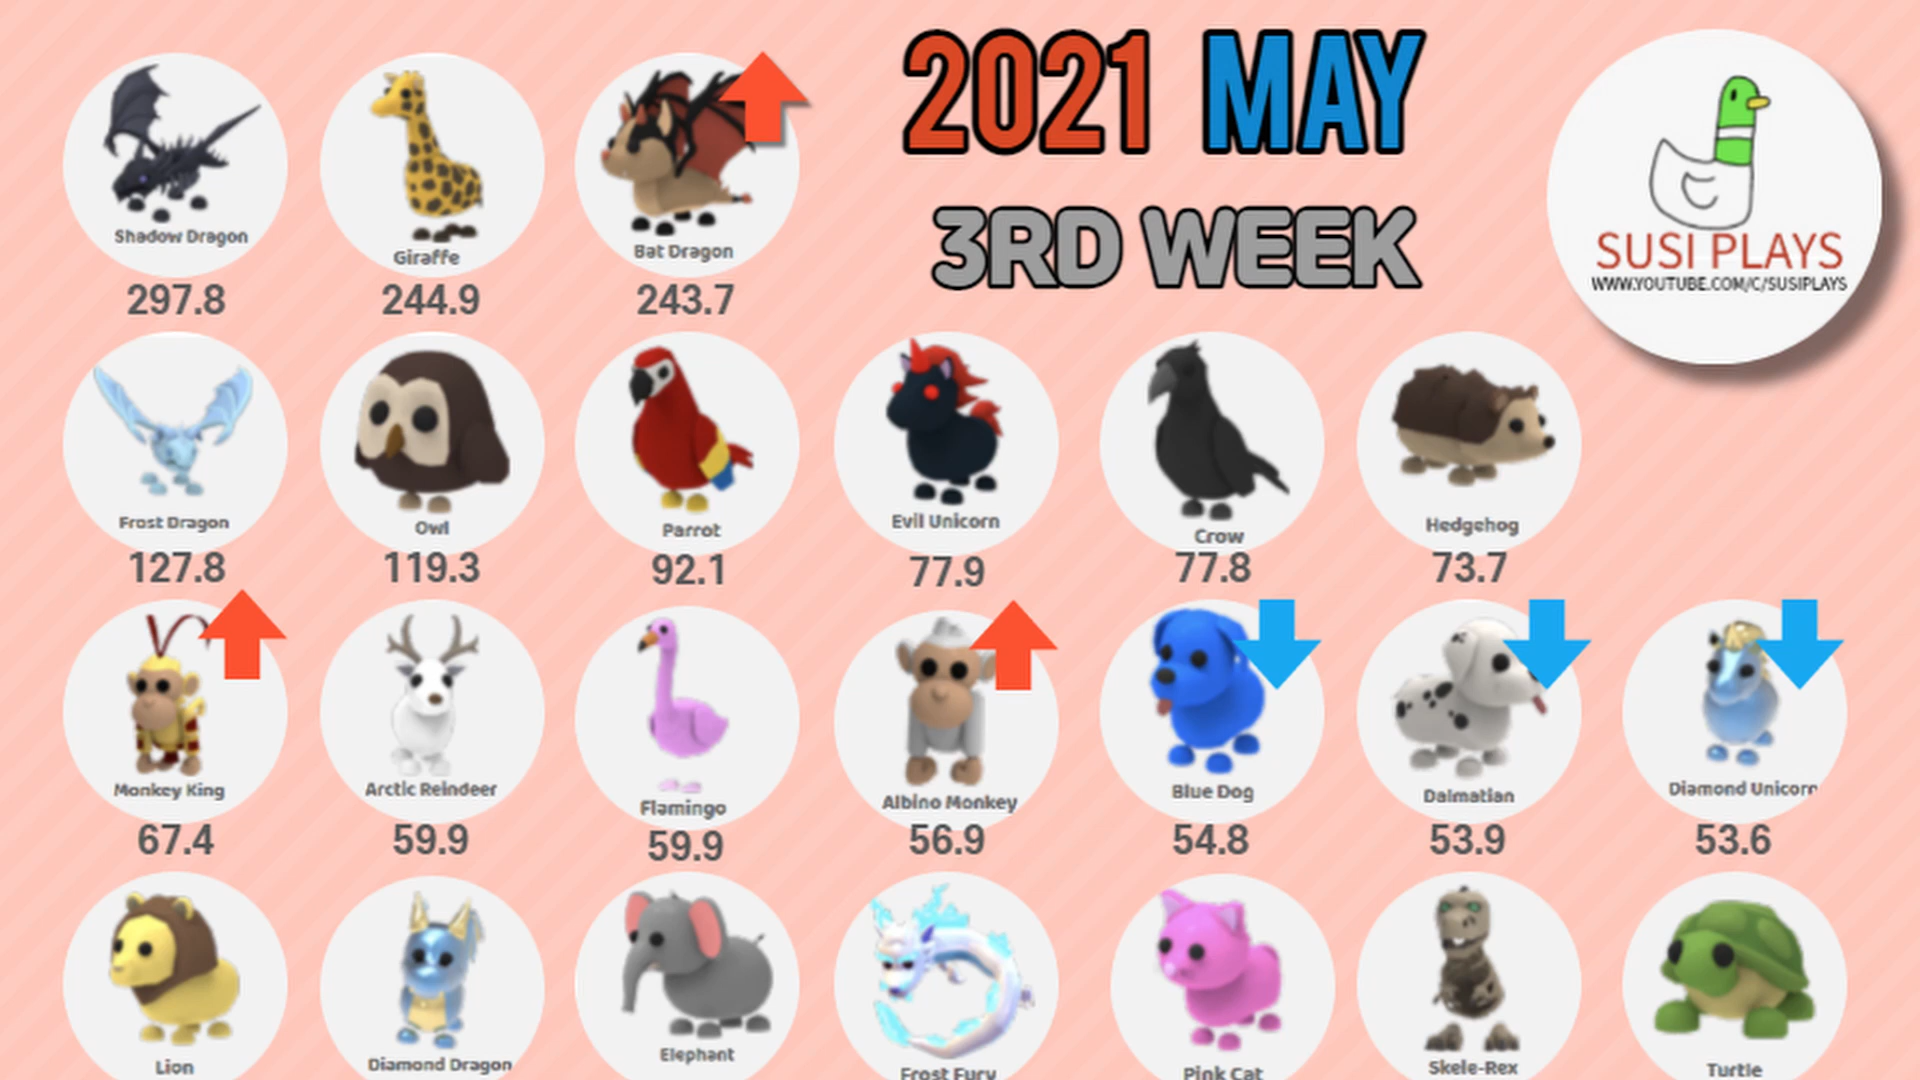 2021 MAY
3RD WEEK
SUSI PLAYS
WWW.YOUTUBE.COM/C/SUSIPLAYS
Shadow Dragon
297.8
Giraffe
244.9
Bat Dragon
243.7
Frost Dragon
127.8
Owl
119.3
Parrot
92.1
Evil Unicorn
77.9
Crow
77.8
Hedgehog
73.7
Monkey King
67.4
Arctic Reindeer
59.9
Flamingo
59.9
Albino Monkey
56.9
Blue Dog
54.8
Dalmatian
53.9
Diamond Unicorn
53.6
Lion
Diamond Dragon
Elephant
Frost Fury
Pink Cat
Skele-Rex
Turtle